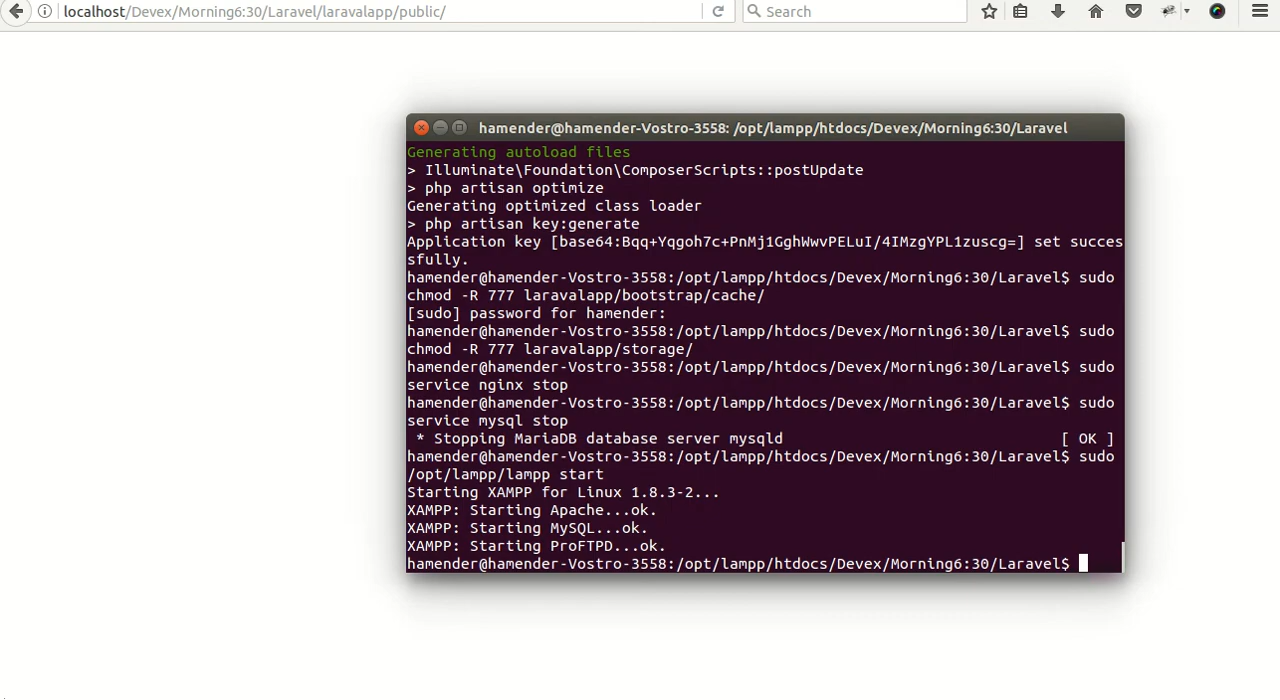 localhost/Devex/Morning6:30/Laravel/laravalapp/public/
Search
hamender@hamender-Vostro-3558: /opt/lampp/htdocs/Devex/Morning6:30/Laravel
Generating autoload files
> Illuminate\Foundation\ComposerScripts::postUpdate
> php artisan optimize
Generating optimized class loader
> php artisan key:generate
Application key [base64:Bqq+Yqgoh7c+PnMj1GghWwvPELuI/4IMzgYPL1zuscg=] set succes
sfully.
hamender@hamender-Vostro-3558:/opt/lampp/htdocs/Devex/Morning6:30/Laravel$ sudo
chmod -R 777 laravalapp/bootstrap/cache/
[sudo] password for hamender:
hamender@hamender-Vostro-3558:/opt/lampp/htdocs/Devex/Morning6:30/Laravel$ sudo
chmod -R 777 laravalapp/storage/
hamender@hamender-Vostro-3558:/opt/lampp/htdocs/Devex/Morning6:30/Laravel$ sudo
service nginx stop
hamender@hamender-Vostro-3558:/opt/lampp/htdocs/Devex/Morning6:30/Laravel$ sudo
service mysql stop
* Stopping MariaDB database server mysqld [ OK ]
hamender@hamender-Vostro-3558:/opt/lampp/htdocs/Devex/Morning6:30/Laravel$ sudo
/opt/lampp/lampp start
Starting XAMPP for Linux 1.8.3-2...
XAMPP: Starting Apache...ok.
XAMPP: Starting MySQL...ok.
XAMPP: Starting ProFTPD...ok.
hamender@hamender-Vostro-3558:/opt/lampp/htdocs/Devex/Morning6:30/Laravel$